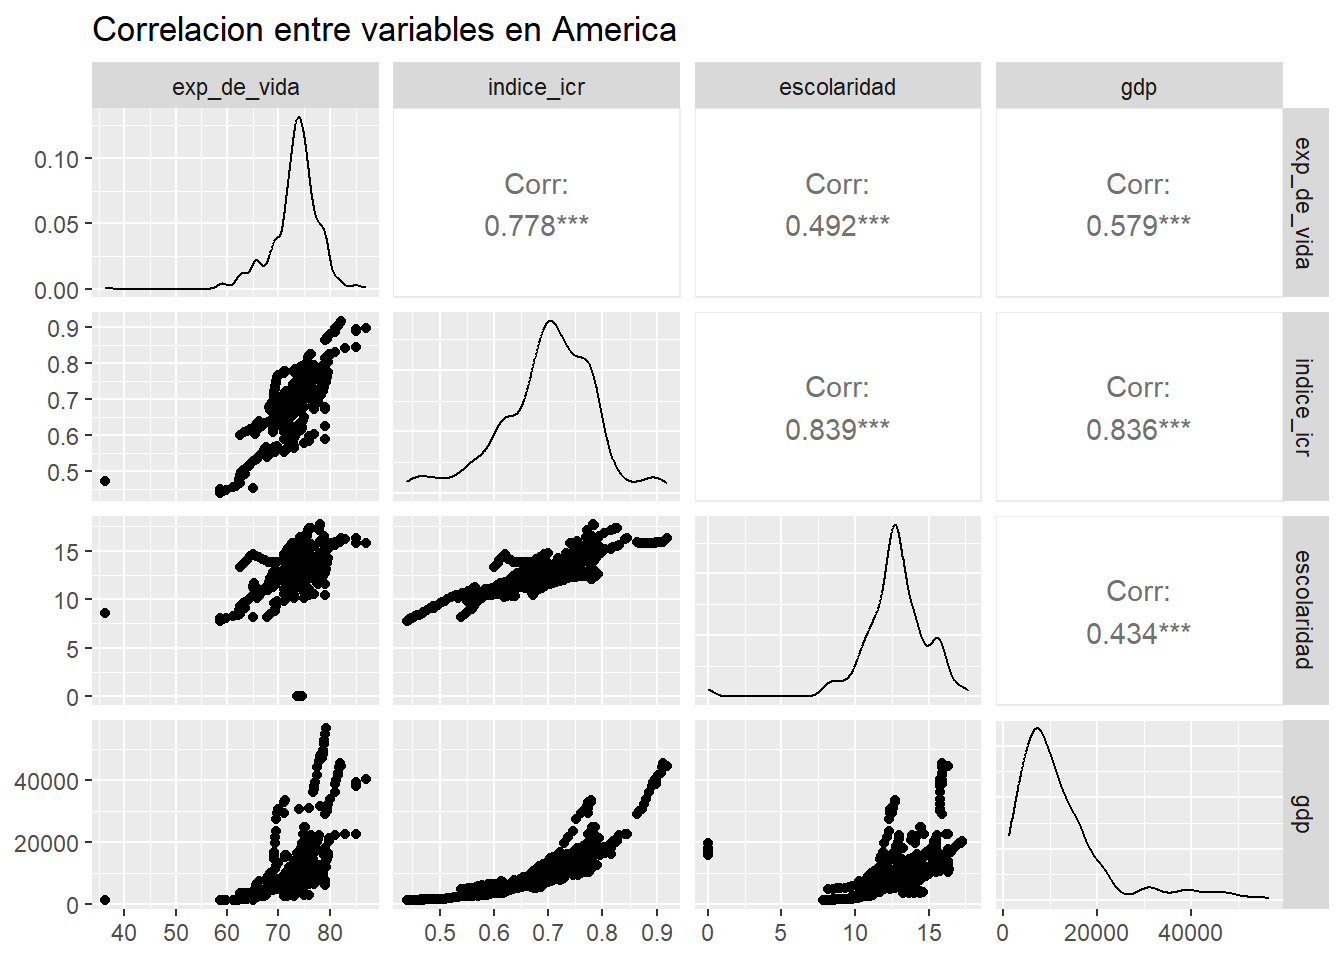 Correlacion entre variables en America
exp_de_vida
indice_icr
escolaridad
gdp
0.10
0.05
0.00
Corr:
0.778***
Corr:
0.492***
Corr:
0.579***
exp_de_vida
0.9
0.8
0.7
0.6
0.5
Corr:
0.839***
Corr:
0.836***
indice_icr
15
10
5
0
Corr:
0.434***
escolaridad
40000
20000
0
gdp
40 50 60 70 80
0.5 0.6 0.7 0.8 0.9
0 5 10 15
0 20000 40000